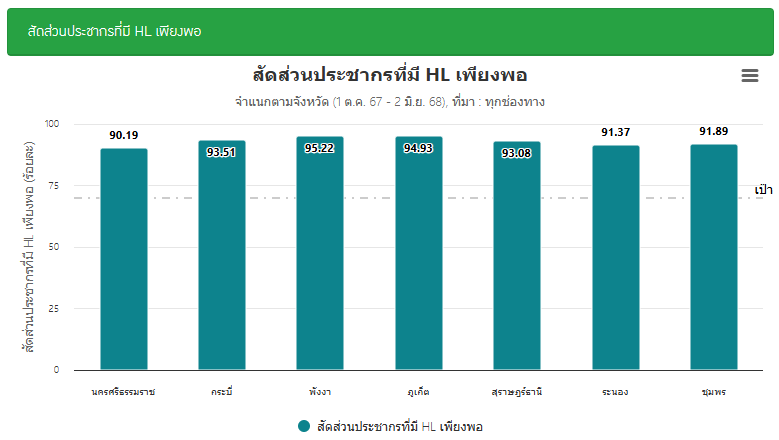 สัดส่วนประชากรที่มี HL เพียงพอ
สัดส่วนประชากรที่มี HL เพียงพอ
จำแนกตามจังหวัด (1 ต.ค. 67 - 2 มิ.ย. 68), ที่มา : ทุกช่องทาง
สัดส่วนประชากรที่มี HL เพียงพอ (ร้อยละ)
100
75
50
25
0
90.19
93.51
95.22
94.93
93.08
91.37
91.89
เป้า
นครศรีธรรมราช
กระบี่
พังงา
ภูเก็ต
สุราษฎร์ธานี
ระนอง
ชุมพร
สัดส่วนประชากรที่มี HL เพียงพอ